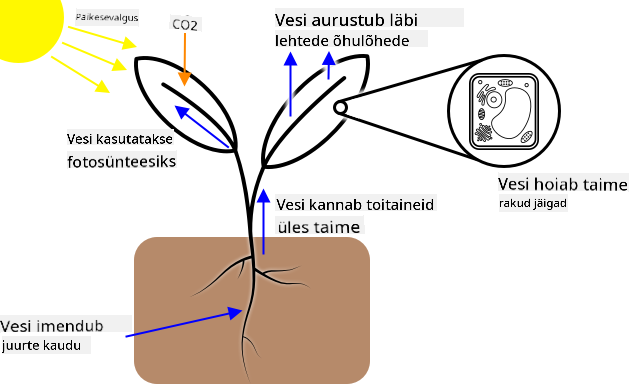 Päikesevalgus
CO2
Vesi aurustub läbi
lehtede õhulõhede
Vesi kasutatakse
fotosünteesiks
Vesi hoiab taime
rakud jäigad
Vesi kannab toitaineid
üles taime
Vesi imendub
juurte kaudu